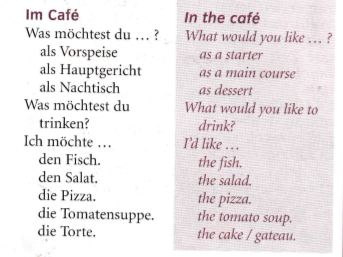 Im Café
Was möchtest du … ?
als Vorspeise
als Hauptgericht
als Nachtisch
Was möchtest du
trinken?
Ich möchte …
den Fisch.
den Salat.
die Pizza.
die Tomatensuppe.
die Torte.
In the café
What would you like … ?
as a starter
as a main course
as dessert
What would you like to
drink?
I'd like …
the fish.
the salad.
the pizza.
the tomato soup.
the cake / gateau.